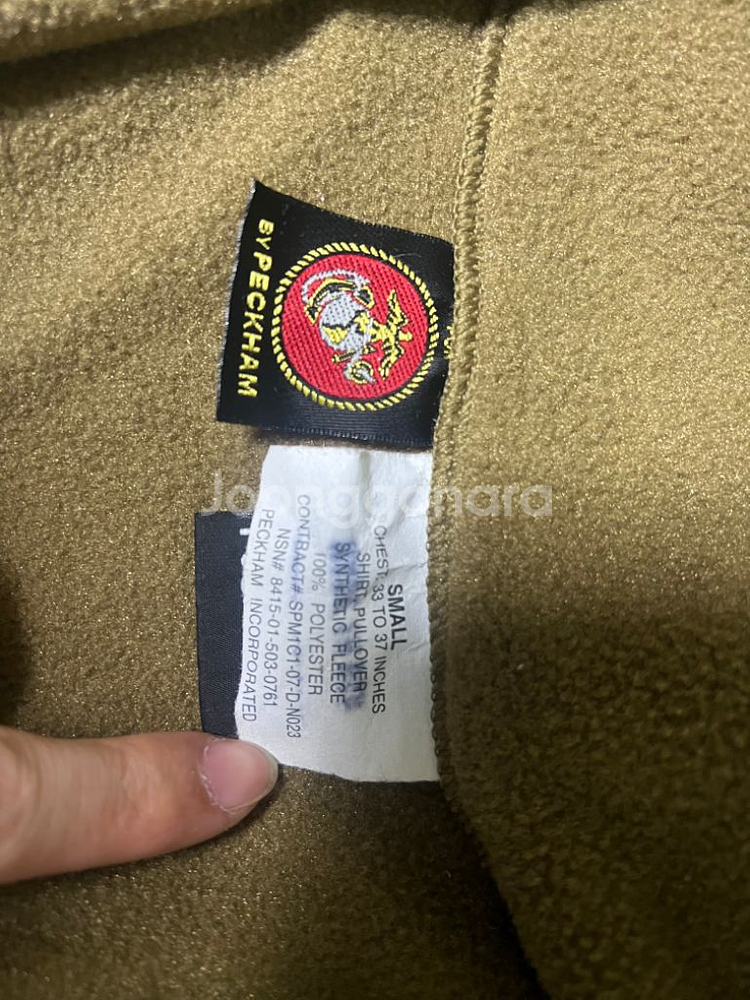 BY PECKHAM
SMALL
CHEST: 33 TO 37 INCHES
SHIRT, PULLOVER
SYNTHETIC FLEECE
100% POLYESTER
CONTRACT# SPM1C1-07-D-N023
NSN# 8415-01-503-0761
PECKHAM INCORPORATED
Joonggonara